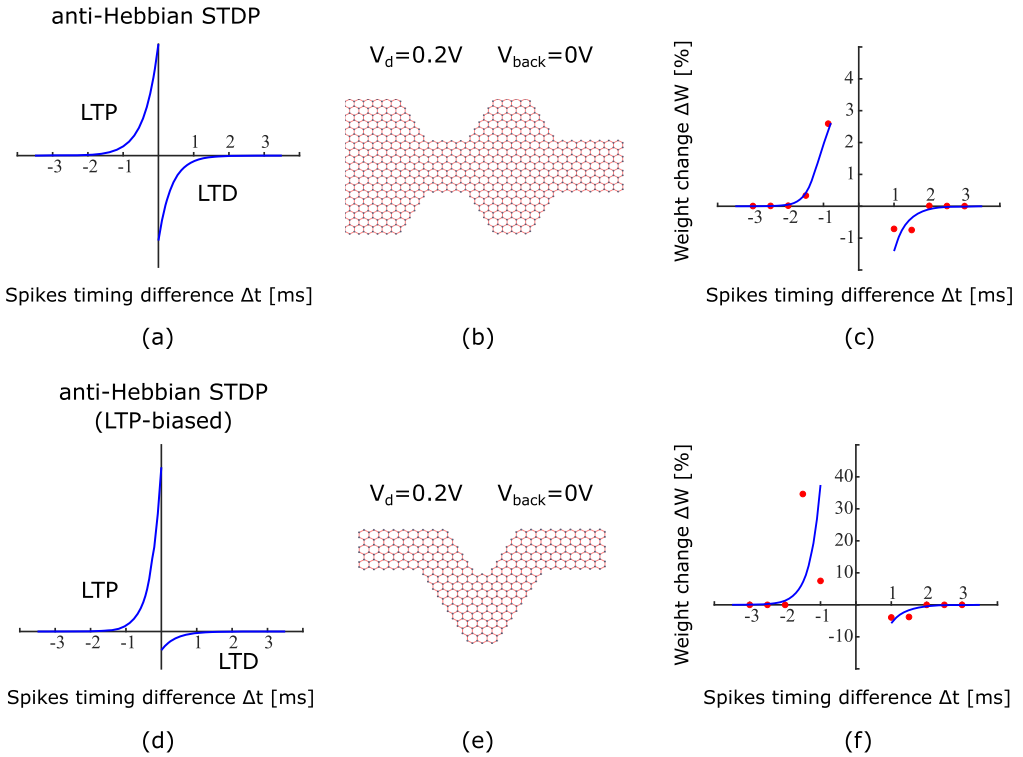 anti-Hebbian STDP
LTP
LTD
-3 -2 -1 1 2 3
Spikes timing difference Δt [ms]
(a)
Vd=0.2V Vback=0V
(b)
Weight change ΔW [%]
4
3
2
1
-1
-3 -2 -1 1 2 3
Spikes timing difference Δt [ms]
(c)
anti-Hebbian STDP
(LTP-biased)
LTP
LTD
-3 -2 -1 1 2 3
Spikes timing difference Δt [ms]
(d)
Vd=0.2V Vback=0V
(e)
Weight change ΔW [%]
40
30
20
10
-10
-3 -2 -1 1 2 3
Spikes timing difference Δt [ms]
(f)